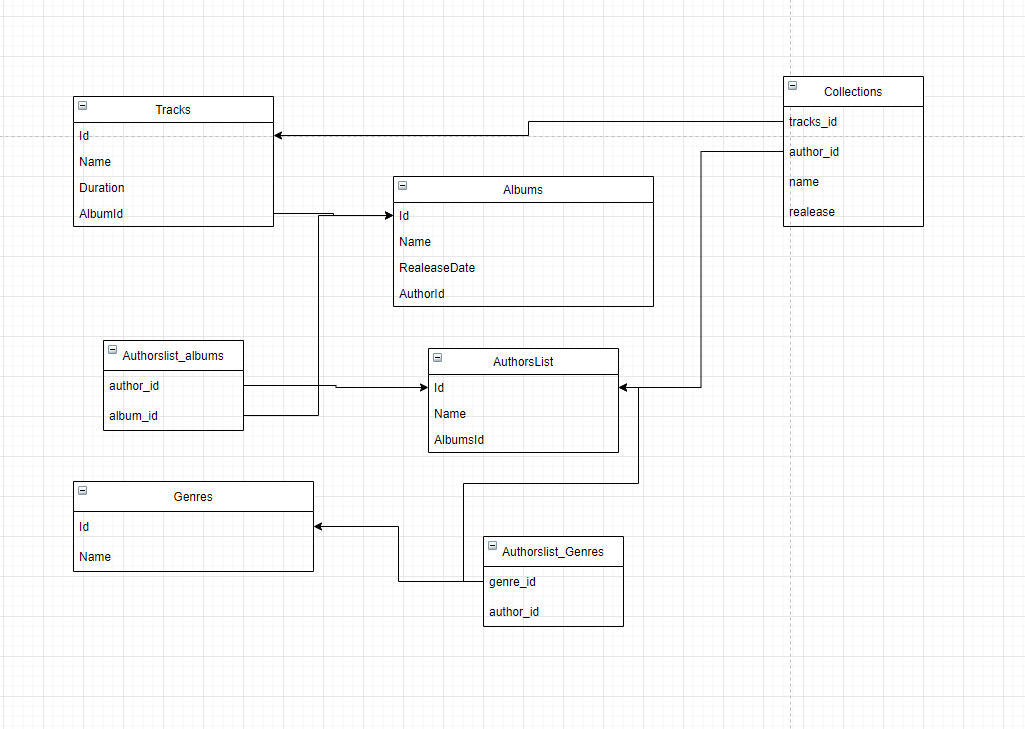 Tracks
Id
Name
Duration
AlbumId
Collections
tracks_id
author_id
name
realease
Albums
Id
Name
RealeaseDate
AuthorId
Authorslist_albums
author_id
album_id
AuthorsList
Id
Name
AlbumsId
Genres
Id
Name
Authorslist_Genres
genre_id
author_id